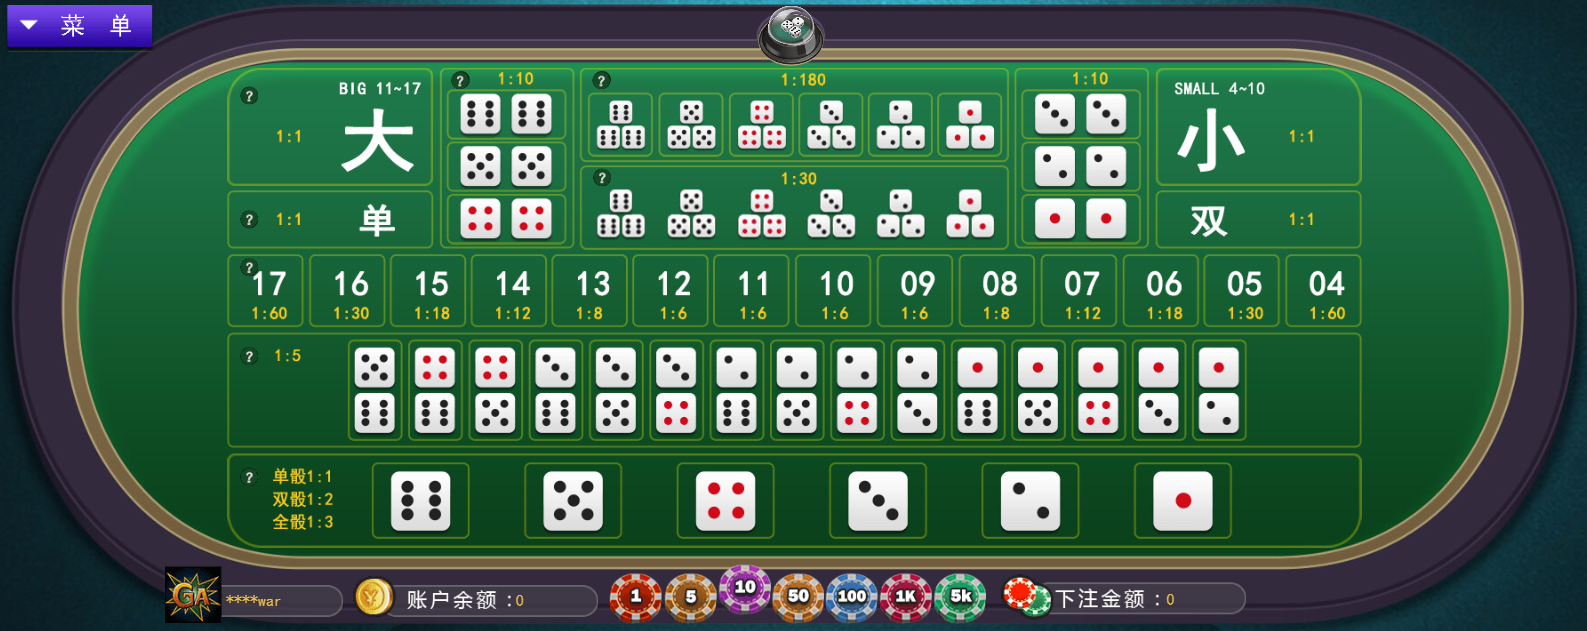 菜 单
BIG 11~17
1:1
大
? 1:10
? 1:180
1:10
SMALL 4~10
小
1:1
?
? 1:1
单
? 1:30
双
1:1
? 17 16 15 14 13 12 11 10 09 08 07 06 05 04
1:60 1:30 1:18 1:12 1:8 1:6 1:6 1:6 1:6 1:8 1:12 1:18 1:30 1:60
? 1:5
? 单骰1:1
双骰1:2
全骰1:3
GA
****war
¥
账户余额 :0
1 5 10 50 100 1K 5k
下注金额 :0